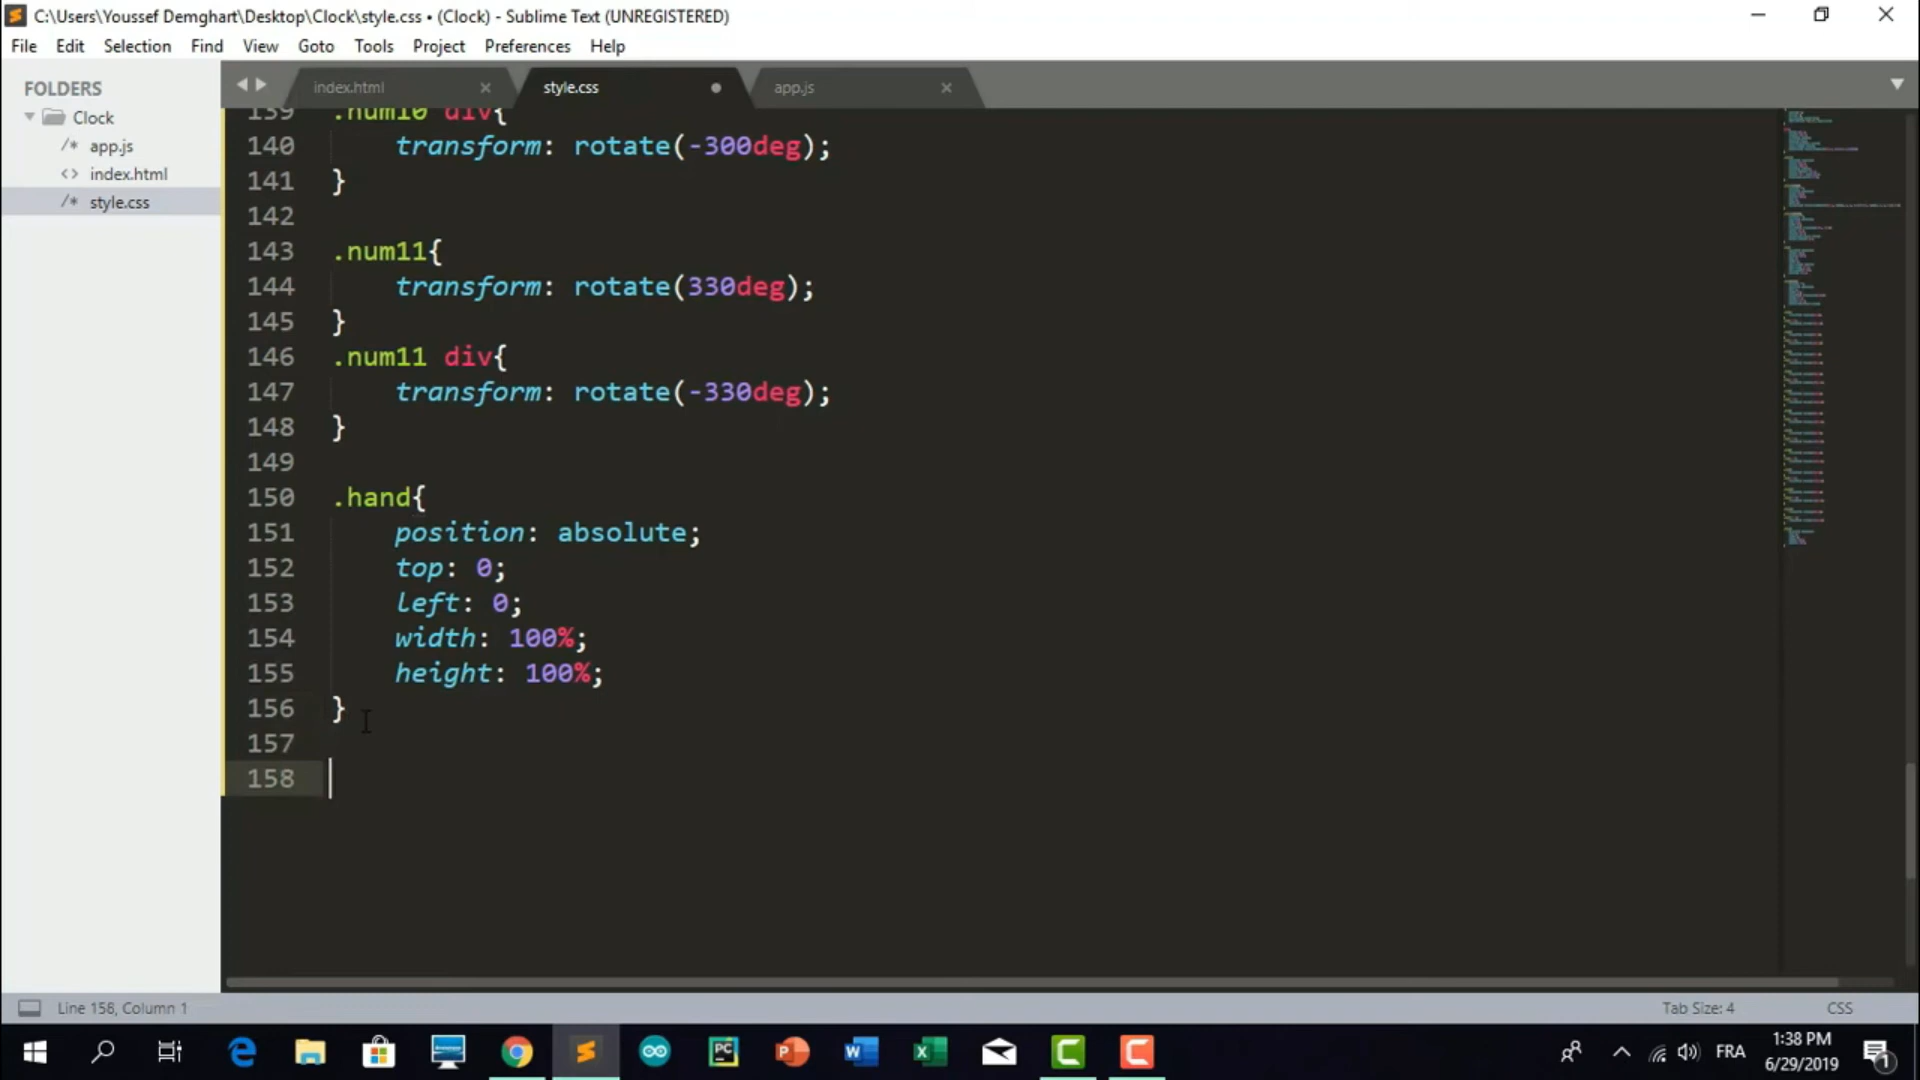 C:\Users\Youssef Demghart\Desktop\Clock\style.css • (Clock) - Sublime Text (UNREGISTERED)
File Edit Selection Find View Goto Tools Project Preferences Help
FOLDERS
Clock
/* app.js
<> index.html
/* style.css
index.html × style.css • app.js ×
139 .num10 div{
140 transform: rotate(-300deg);
141 }
142
143 .num11{
144 transform: rotate(330deg);
145 }
146 .num11 div{
147 transform: rotate(-330deg);
148 }
149
150 .hand{
151 position: absolute;
152 top: 0;
153 left: 0;
154 width: 100%;
155 height: 100%;
156 }
157
158
Line 158, Column 1 Tab Size: 4 CSS
FRA
1:38 PM
6/29/2019
1